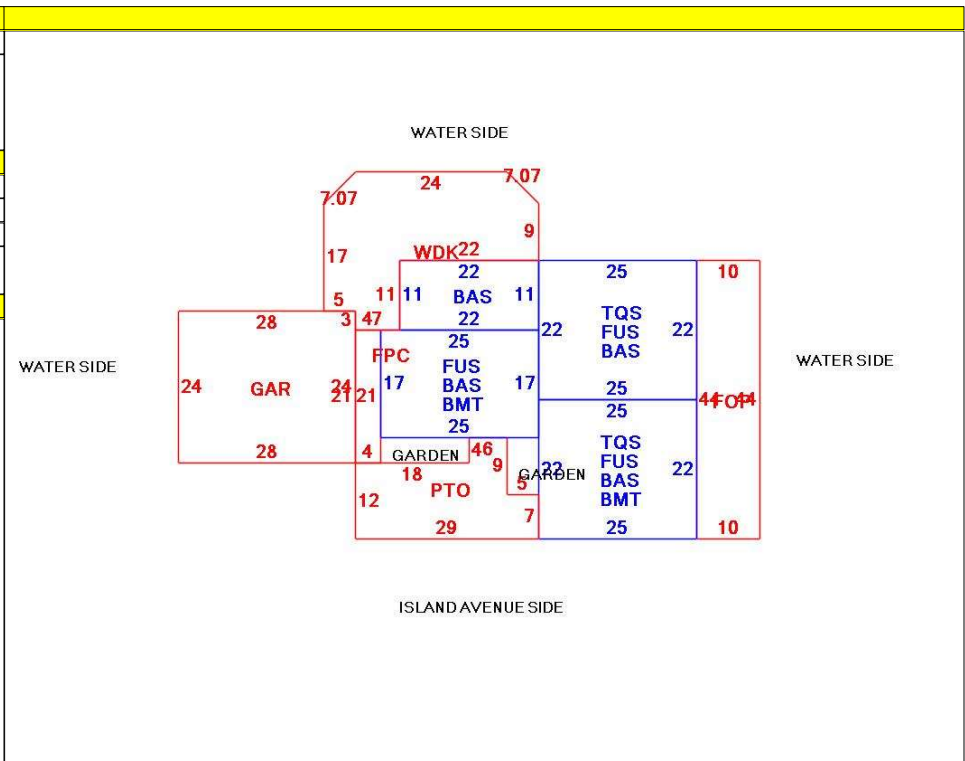 WATER SIDE
7.07
24
7.07
9
17
WDK 22
22
25
10
5
11
11
BAS
11
3
47
22
22
TQS
22
28
25
FUS
FPC
BAS
WATER SIDE
FUS
WATER SIDE
24
GAR
24
17
BAS
17
25
21
21
BMT
44
FOP
44
25
25
28
4
GARDEN
46
TQS
18
9
GARDEN
22
FUS
22
12
PTO
5
BAS
7
BMT
29
25
10
ISLAND AVENUE SIDE